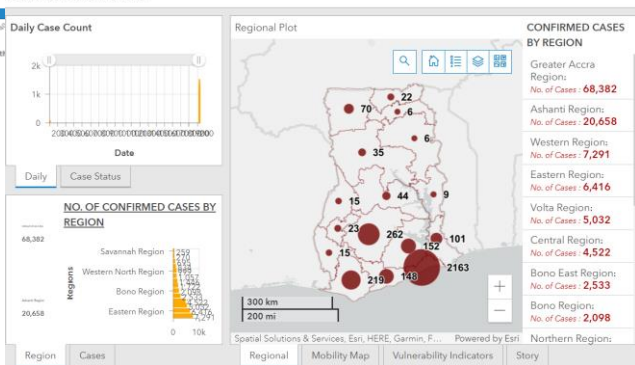 Daily Case Count
2k
1k
0
Date
Daily
Case Status
NO. OF CONFIRMED CASES BY
REGION
68,382
20,658
Regions
Savannah Region
Western North Region
Bono Region
Eastern Region
259
7,291
0
10k
Region
Cases
Regional Plot
22
70
6
6
35
44
9
15
23
262
101
152
15
2163
219
148
300 km
200 mi
+
−
Spatial Solutions & Services, Esri, HERE, Garmin, F...
Powered by Esri
Regional
Mobility Map
Vulnerability Indicators
Story
CONFIRMED CASES
BY REGION
Greater Accra
Region:
No. of Cases : 68,382
Ashanti Region:
No. of Cases : 20,658
Western Region:
No. of Cases : 7,291
Eastern Region:
No. of Cases : 6,416
Volta Region:
No. of Cases : 5,032
Central Region:
No. of Cases : 4,522
Bono East Region:
No. of Cases : 2,533
Bono Region:
No. of Cases : 2,098
Northern Region: